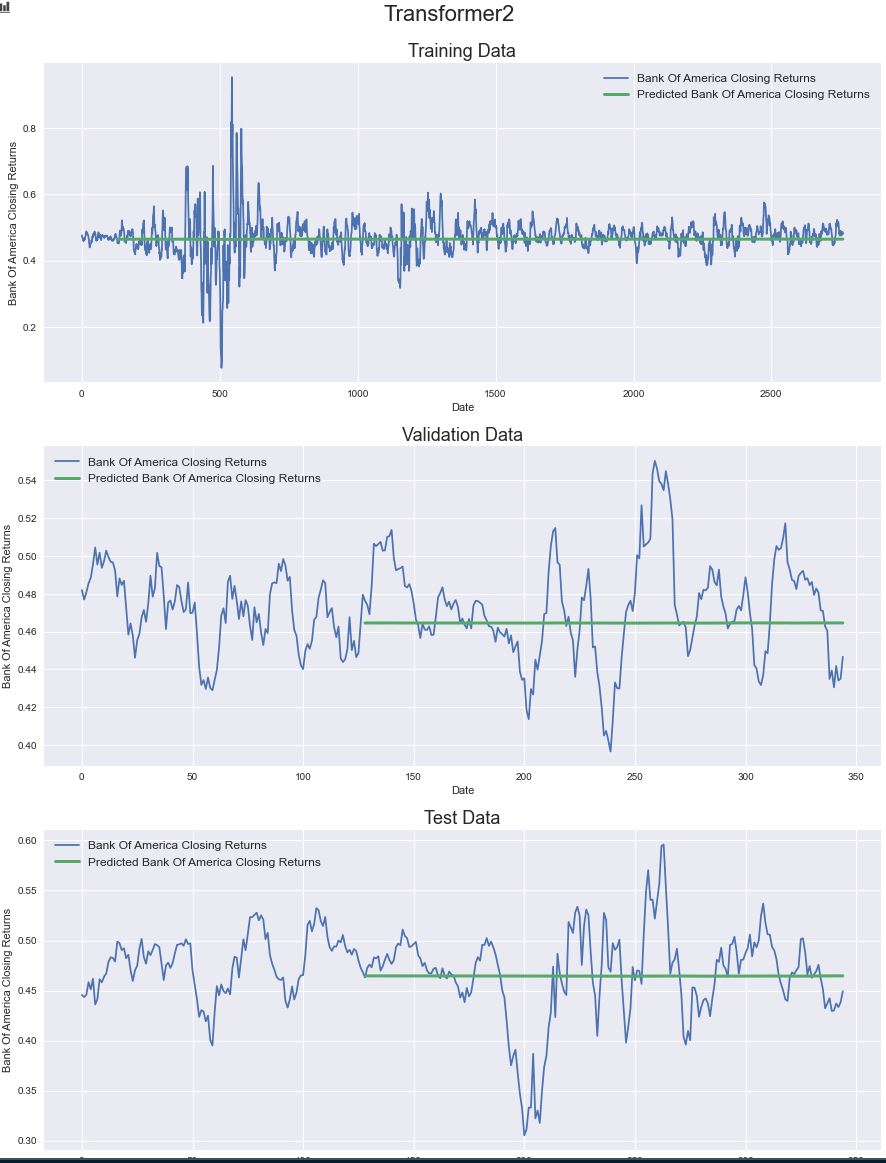 Transformer2
Training Data
Bank Of America Closing Returns
Predicted Bank Of America Closing Returns
Bank Of America Closing Returns
0.8
0.6
0.4
0.2
0 500 1000 1500 2000 2500
Date
Validation Data
Bank Of America Closing Returns
Predicted Bank Of America Closing Returns
Bank Of America Closing Returns
0.54
0.52
0.50
0.48
0.46
0.44
0.42
0.40
0 50 100 150 200 250 300 350
Date
Test Data
Bank Of America Closing Returns
Predicted Bank Of America Closing Returns
Bank Of America Closing Returns
0.60
0.55
0.50
0.45
0.40
0.35
0.30